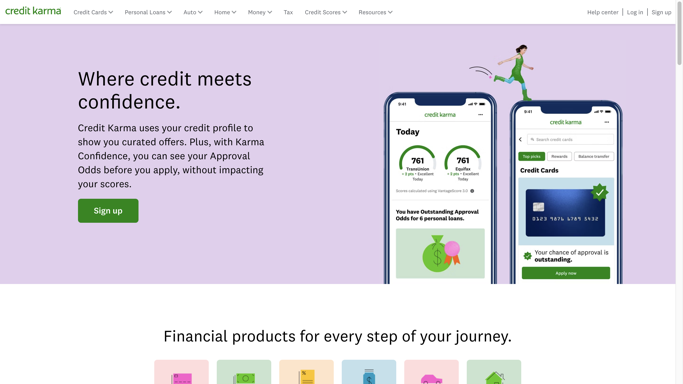 credit karma
Credit Cards
Personal Loans
Auto
Home
Money
Tax
Credit Scores
Resources
Help center
Log in
Sign up
Where credit meets
confidence.
Credit Karma uses your credit profile to
show you curated offers. Plus, with Karma
Confidence, you can see your Approval
Odds before you apply, without impacting
your scores.
Sign up
9:41
credit karma
Today
761
TransUnion
+ 2 pts • Excellent
Today
761
Equifax
+ 2 pts • Excellent
Today
Scores calculated using VantageScore 3.0
You have Outstanding Approval
Odds for 6 personal loans.
9:41
credit karma
Search credit cards
Top picks
Rewards
Balance transfer
Credit Cards
0123 9876 6789 5432
Your chance of approval is
outstanding.
Apply now
Financial products for every step of your journey.